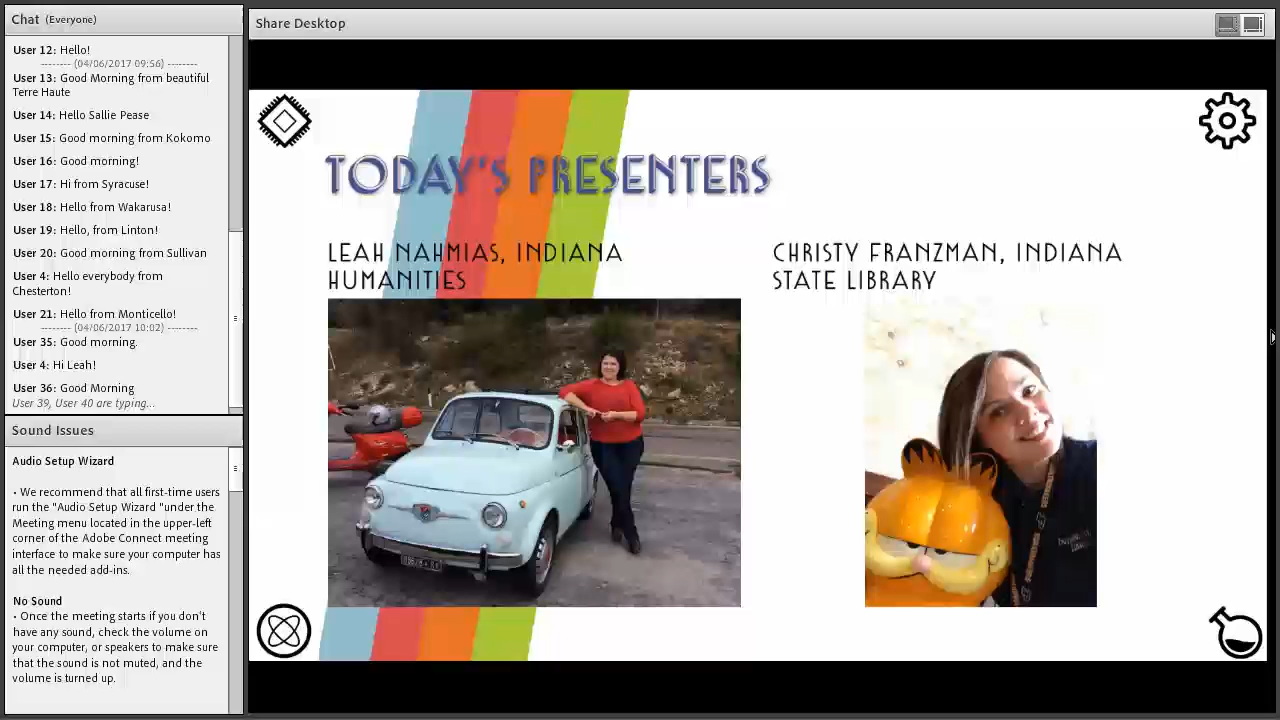 Chat (Everyone)
User 12: Hello!
-------- (04/06/2017 09:56) --------
User 13: Good Morning from beautiful
Terre Haute
User 14: Hello Sallie Pease
User 15: Good morning from Kokomo
User 16: Good morning!
User 17: Hi from Syracuse!
User 18: Hello from Wakarusa!
User 19: Hello, from Linton!
User 20: Good morning from Sullivan
User 4: Hello everybody from
Chesterton!
User 21: Hello from Monticello!
-------- (04/06/2017 10:02) --------
User 35: Good morning.
User 4: Hi Leah!
User 36: Good Morning
User 39, User 40 are typing...
Sound Issues
Audio Setup Wizard
• We recommend that all first-time users
run the "Audio Setup Wizard "under the
Meeting menu located in the upper-left
corner of the Adobe Connect meeting
interface to make sure your computer has
all the needed add-ins.
No Sound
• Once the meeting starts if you don't
have any sound, check the volume on
your computer, or speakers to make sure
that the sound is not muted, and the
volume is turned up.
Share Desktop
TODAY'S PRESENTERS
LEAH NAHMIAS, INDIANA
HUMANITIES
CHRISTY FRANZMAN, INDIANA
STATE LIBRARY